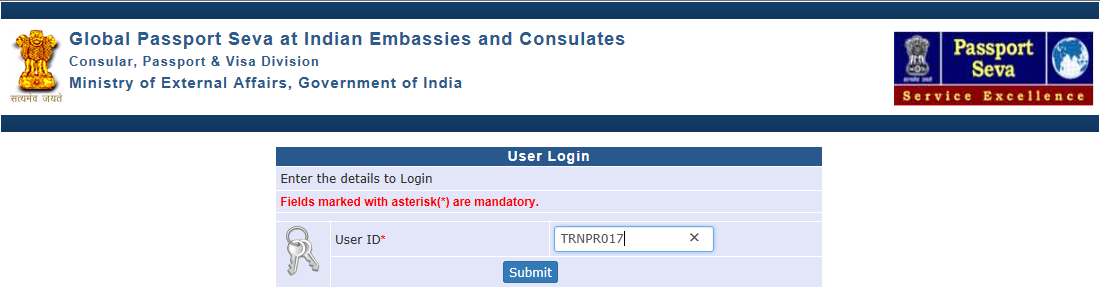 Global Passport Seva at Indian Embassies and Consulates
Consular, Passport & Visa Division
Ministry of External Affairs, Government of India
सत्यमेव जयते
Passport
Seva
Service Excellence
User Login
Enter the details to Login
Fields marked with asterisk(*) are mandatory.
User ID* TRNPR017 ✕
Submit